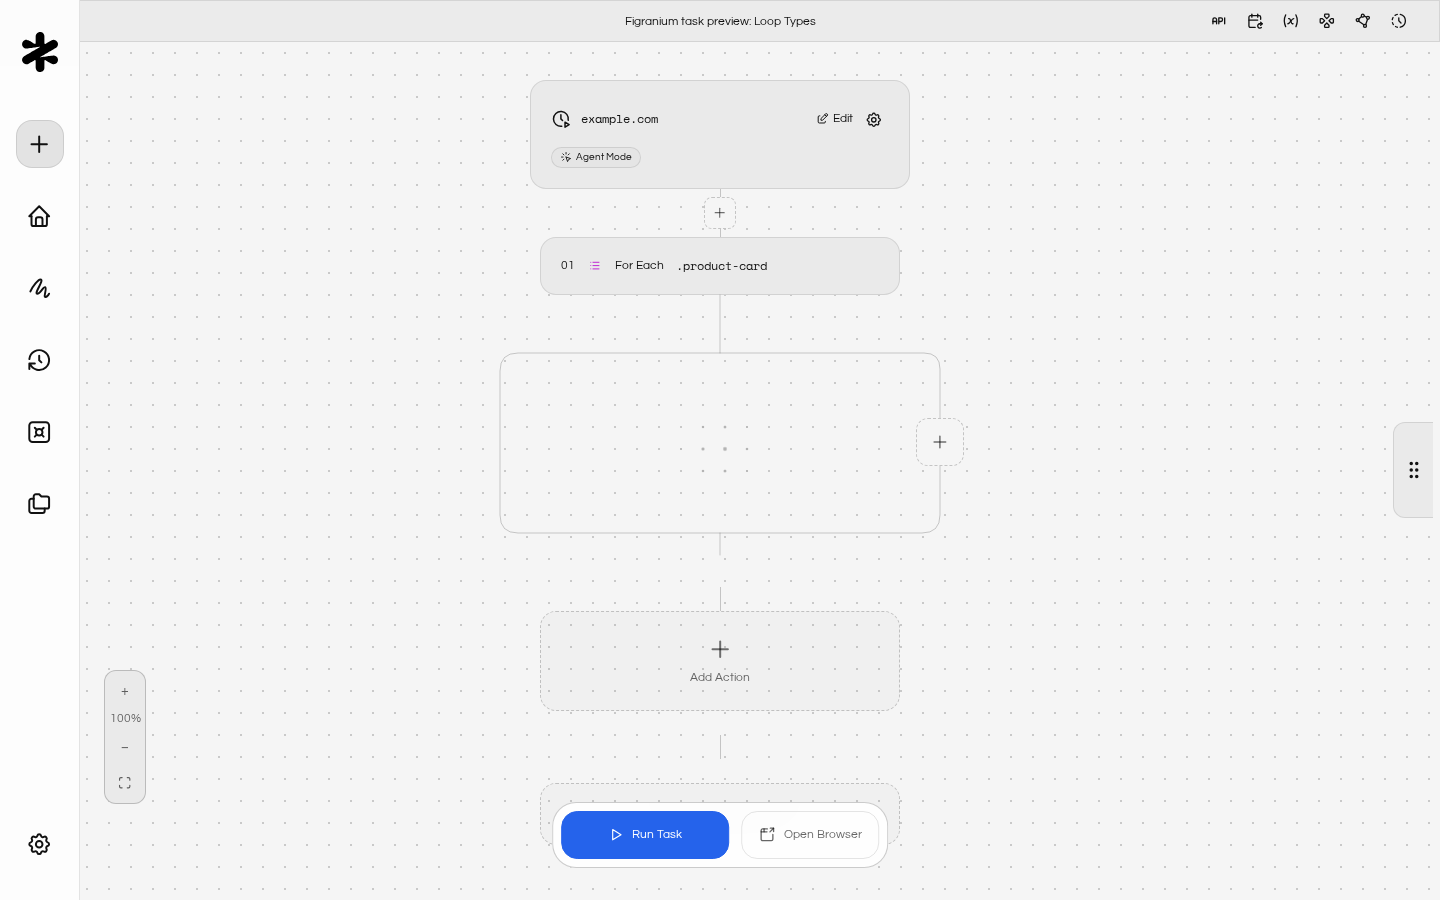 Figranium task preview: Loop Types
API
example.com
Edit
Agent Mode
01 For Each .product-card
Add Action
+
100%
−
Run Task
Open Browser